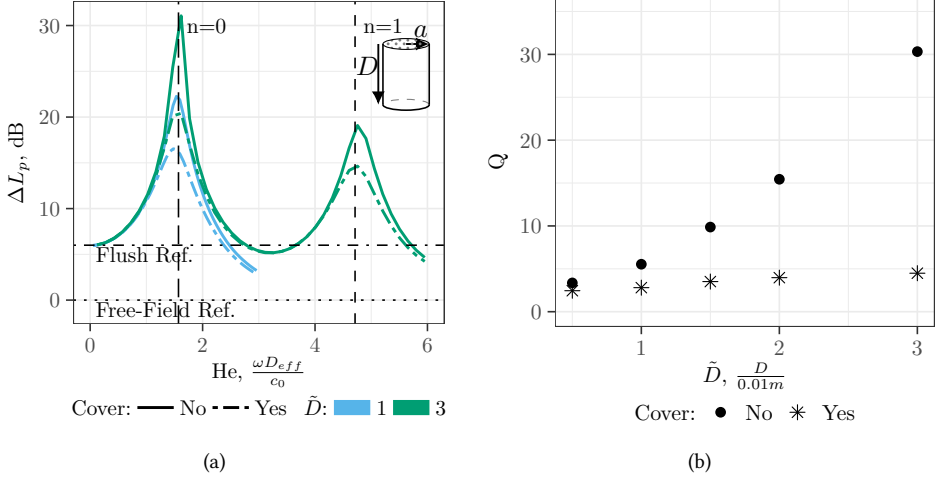 30
20
10
0
ΔL_p, dB
n=0
n=1
a
D
Flush Ref.
Free-Field Ref.
0 2 4 6
He, ωD_eff/c_0
Cover: No Yes D̃: 1 3
(a)
30
20
10
0
Q
1 2 3
D̃, D/0.01m
Cover: No Yes
(b)